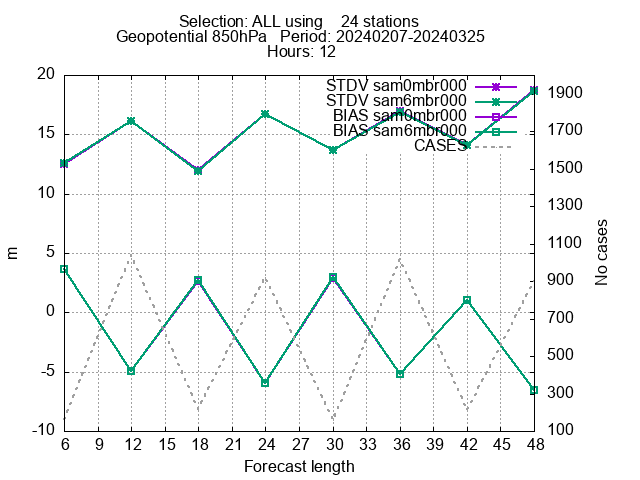 Selection: ALL using    24 stations
Geopotential 850hPa   Period: 20240207-20240325
Hours: 12
STDV sam0mbr000
STDV sam6mbr000
BIAS sam0mbr000
BIAS sam6mbr000
CASES
20
15
10
5
0
-5
-10
m
1900
1700
1500
1300
1100
900
700
500
300
100
No cases
6 9 12 15 18 21 24 27 30 33 36 39 42 45 48
Forecast length